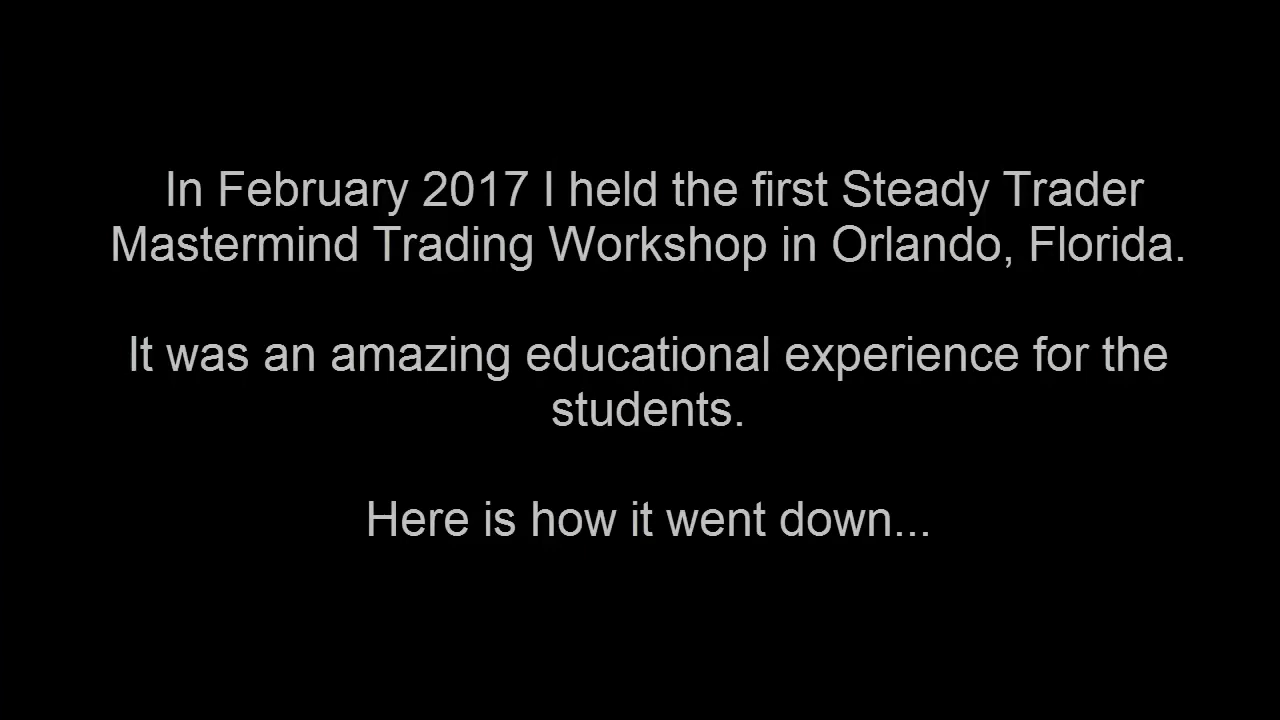 In February 2017 I held the first Steady Trader
Mastermind Trading Workshop in Orlando, Florida.
It was an amazing educational experience for the
students.
Here is how it went down...